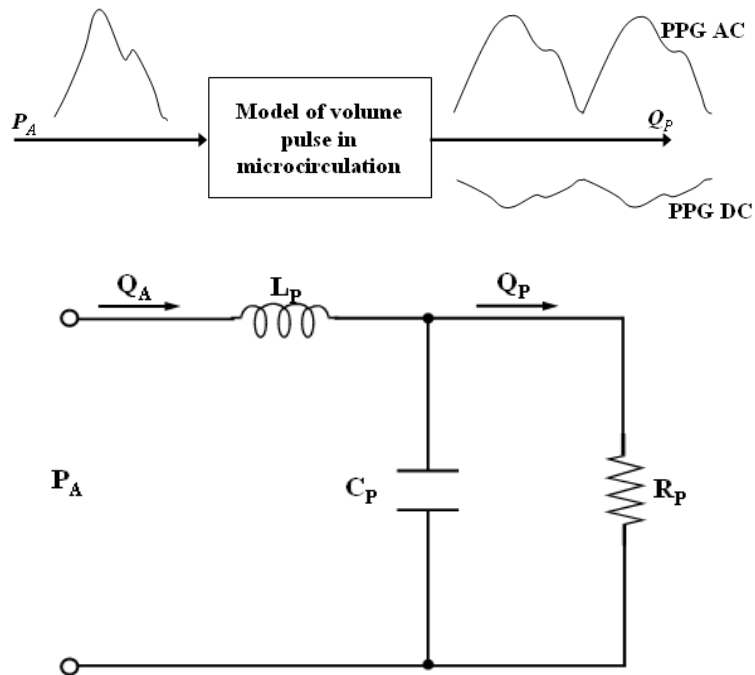 PPG AC
P_A
Model of volume
pulse in
microcirculation
Q_P
PPG DC
Q_A
L_P
Q_P
P_A
C_P
R_P